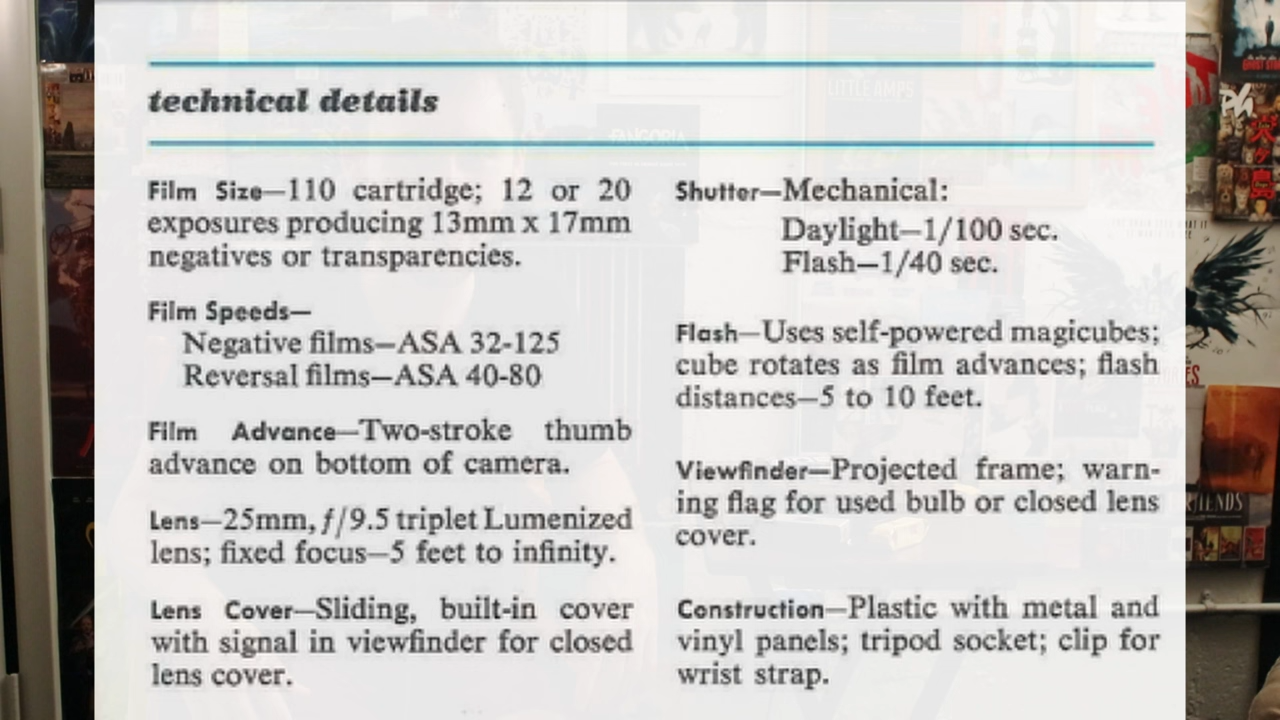 technical details
Film Size—110 cartridge; 12 or 20
exposures producing 13mm x 17mm
negatives or transparencies.
Film Speeds—
Negative films—ASA 32-125
Reversal films—ASA 40-80
Film Advance—Two-stroke thumb
advance on bottom of camera.
Lens—25mm, f/9.5 triplet Lumenized
lens; fixed focus—5 feet to infinity.
Lens Cover—Sliding, built-in cover
with signal in viewfinder for closed
lens cover.
Shutter—Mechanical:
Daylight—1/100 sec.
Flash—1/40 sec.
Flash—Uses self-powered magicubes;
cube rotates as film advances; flash
distances—5 to 10 feet.
Viewfinder—Projected frame; warn-
ing flag for used bulb or closed lens
cover.
Construction—Plastic with metal and
vinyl panels; tripod socket; clip for
wrist strap.
LITTLE AMPS
FANGORIA
火
ヶ
島